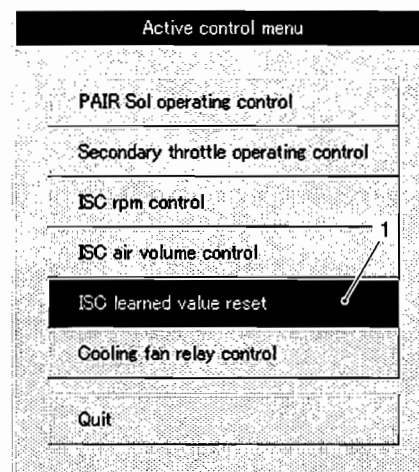 Active control menu
PAIR Sol operating control
Secondary throttle operating control
ISC rpm control
1
ISC air volume control
ISC learned value reset
Cooling fan relay control
Quit